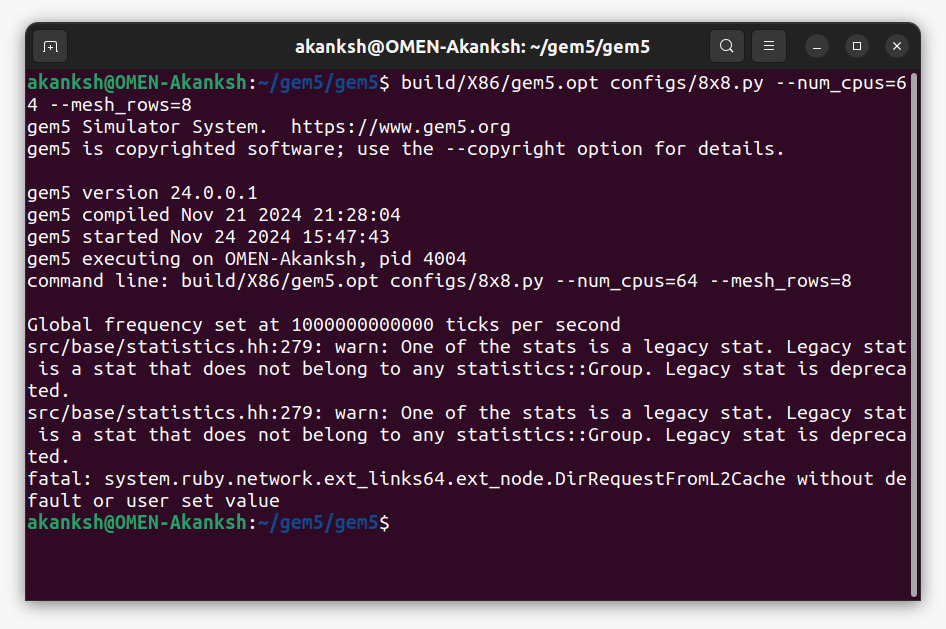 akanksh@OMEN-Akanksh: ~/gem5/gem5
akanksh@OMEN-Akanksh:~/gem5/gem5$ build/X86/gem5.opt configs/8x8.py --num_cpus=6
4 --mesh_rows=8
gem5 Simulator System.  https://www.gem5.org
gem5 is copyrighted software; use the --copyright option for details.
gem5 version 24.0.0.1
gem5 compiled Nov 21 2024 21:28:04
gem5 started Nov 24 2024 15:47:43
gem5 executing on OMEN-Akanksh, pid 4004
command line: build/X86/gem5.opt configs/8x8.py --num_cpus=64 --mesh_rows=8
Global frequency set at 1000000000000 ticks per second
src/base/statistics.hh:279: warn: One of the stats is a legacy stat. Legacy stat
 is a stat that does not belong to any statistics::Group. Legacy stat is depreca
ted.
src/base/statistics.hh:279: warn: One of the stats is a legacy stat. Legacy stat
 is a stat that does not belong to any statistics::Group. Legacy stat is depreca
ted.
fatal: system.ruby.network.ext_links64.ext_node.DirRequestFromL2Cache without de
fault or user set value
akanksh@OMEN-Akanksh:~/gem5/gem5$